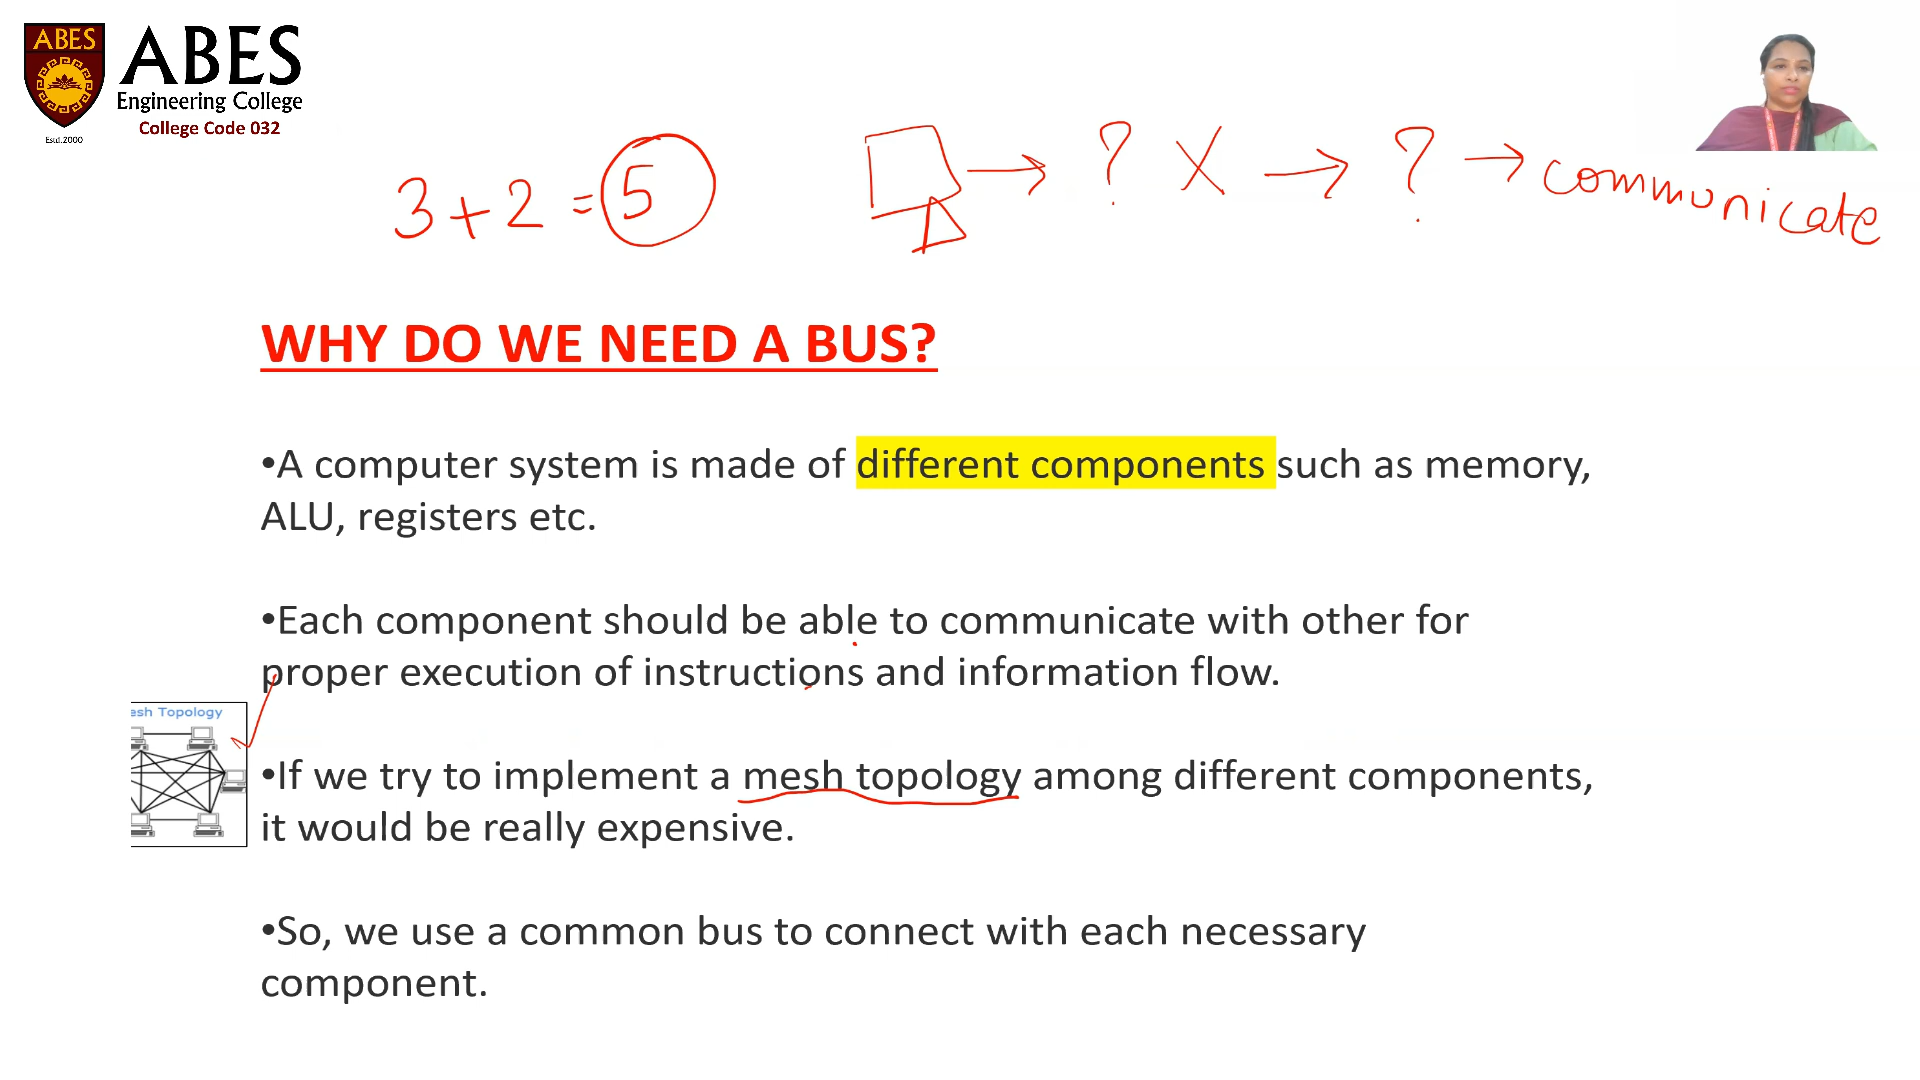 ABES
ABES
Engineering College
College Code 032
Estd.2000
3+2=5
? X → ? → communicate
WHY DO WE NEED A BUS?
•A computer system is made of different components such as memory,
ALU, registers etc.
•Each component should be able to communicate with other for
proper execution of instructions and information flow.
esh Topology
•If we try to implement a mesh topology among different components,
it would be really expensive.
•So, we use a common bus to connect with each necessary
component.